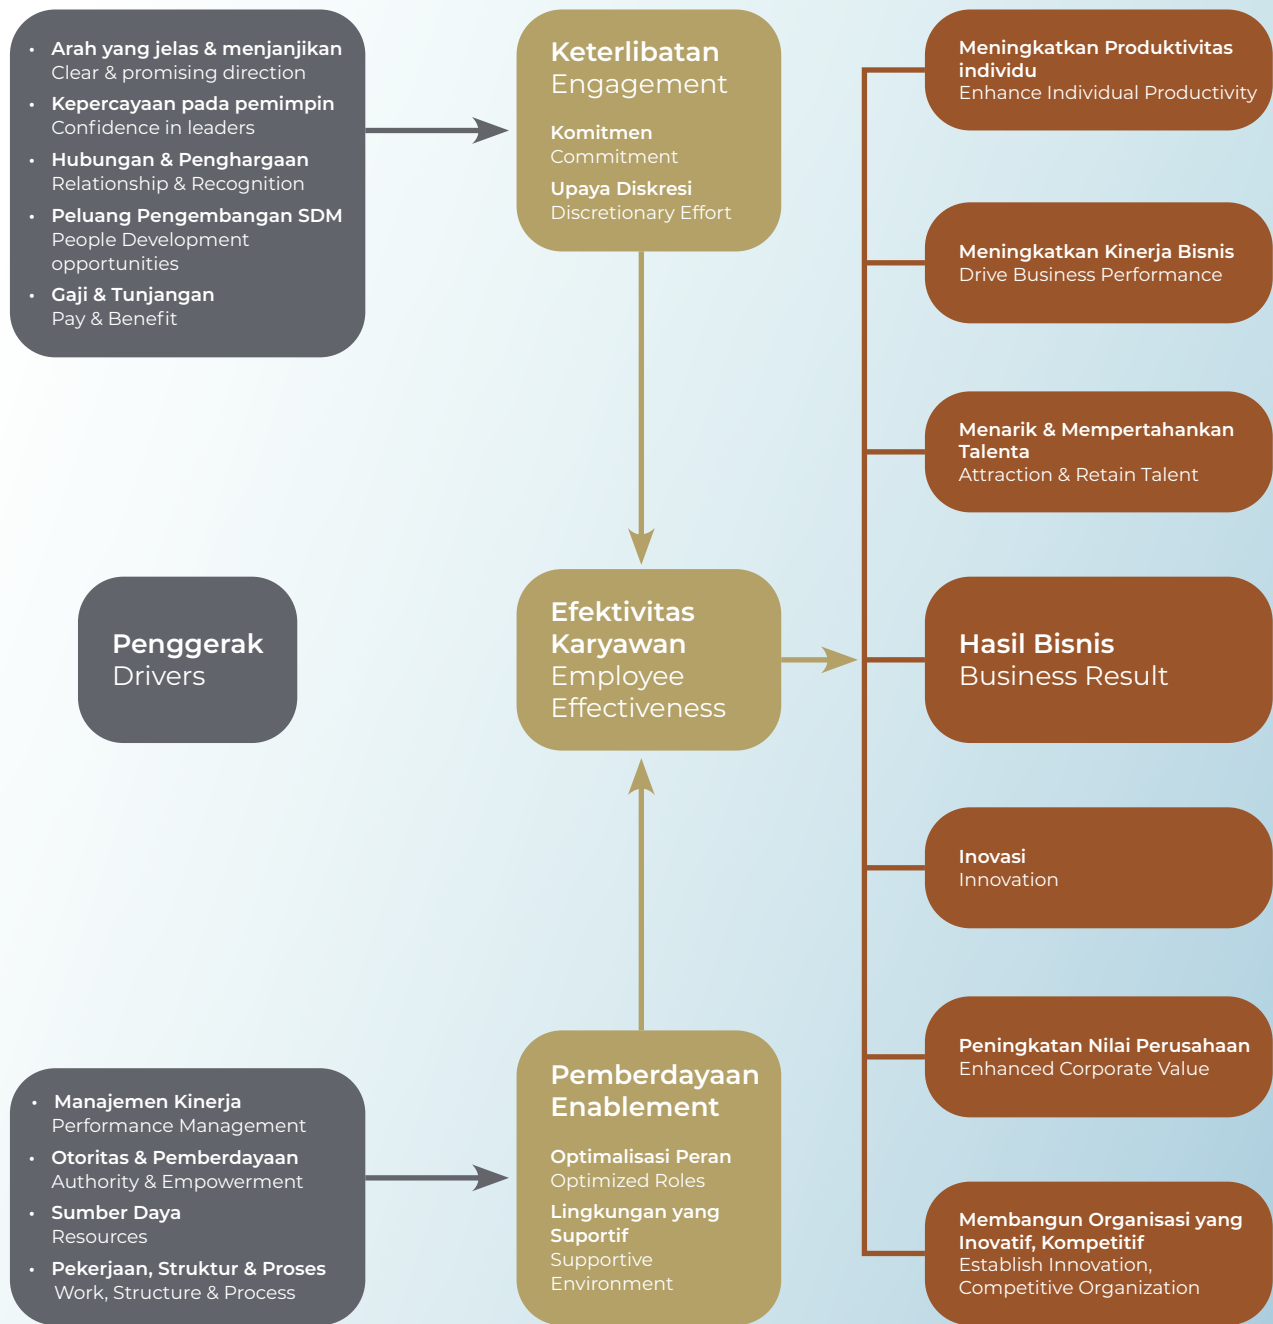 • Arah yang jelas & menjanjikan
Clear & promising direction
• Kepercayaan pada pemimpin
Confidence in leaders
• Hubungan & Penghargaan
Relationship & Recognition
• Peluang Pengembangan SDM
People Development
opportunities
• Gaji & Tunjangan
Pay & Benefit
Penggerak
Drivers
• Manajemen Kinerja
Performance Management
• Otoritas & Pemberdayaan
Authority & Empowerment
• Sumber Daya
Resources
• Pekerjaan, Struktur & Proses
Work, Structure & Process
Keterlibatan
Engagement
Komitmen
Commitment
Upaya Diskresi
Discretionary Effort
Efektivitas
Karyawan
Employee
Effectiveness
Pemberdayaan
Enablement
Optimalisasi Peran
Optimized Roles
Lingkungan yang
Suportif
Supportive
Environment
Meningkatkan Produktivitas
individu
Enhance Individual Productivity
Meningkatkan Kinerja Bisnis
Drive Business Performance
Menarik & Mempertahankan
Talenta
Attraction & Retain Talent
Hasil Bisnis
Business Result
Inovasi
Innovation
Peningkatan Nilai Perusahaan
Enhanced Corporate Value
Membangun Organisasi yang
Inovatif, Kompetitif
Establish Innovation,
Competitive Organization